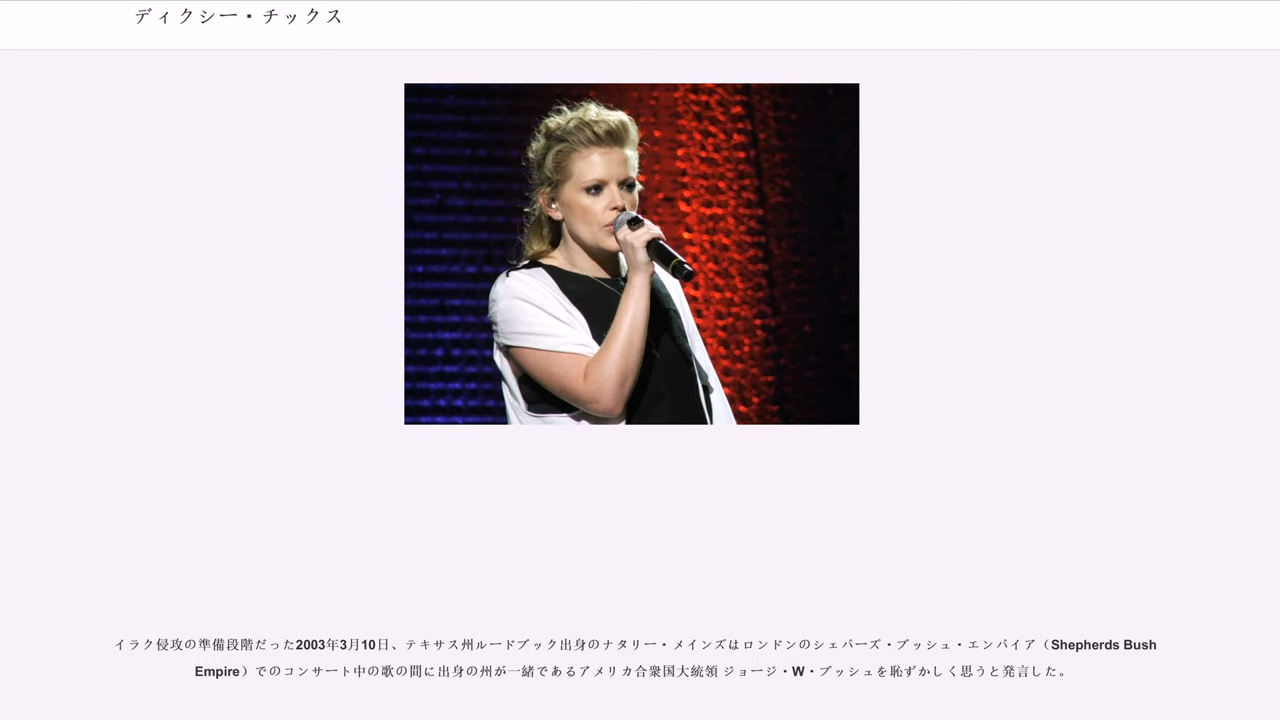 ディクシー・チックス
イラク侵攻の準備段階だった2003年3月10日、テキサス州ルードブック出身のナタリー・メインズはロンドンのシェパーズ・ブッシュ・エンパイア（Shepherds Bush
Empire）でのコンサート中の歌の間に出身の州が一緒であるアメリカ合衆国大統領 ジョージ・W・ブッシュを恥ずかしく思うと発言した。